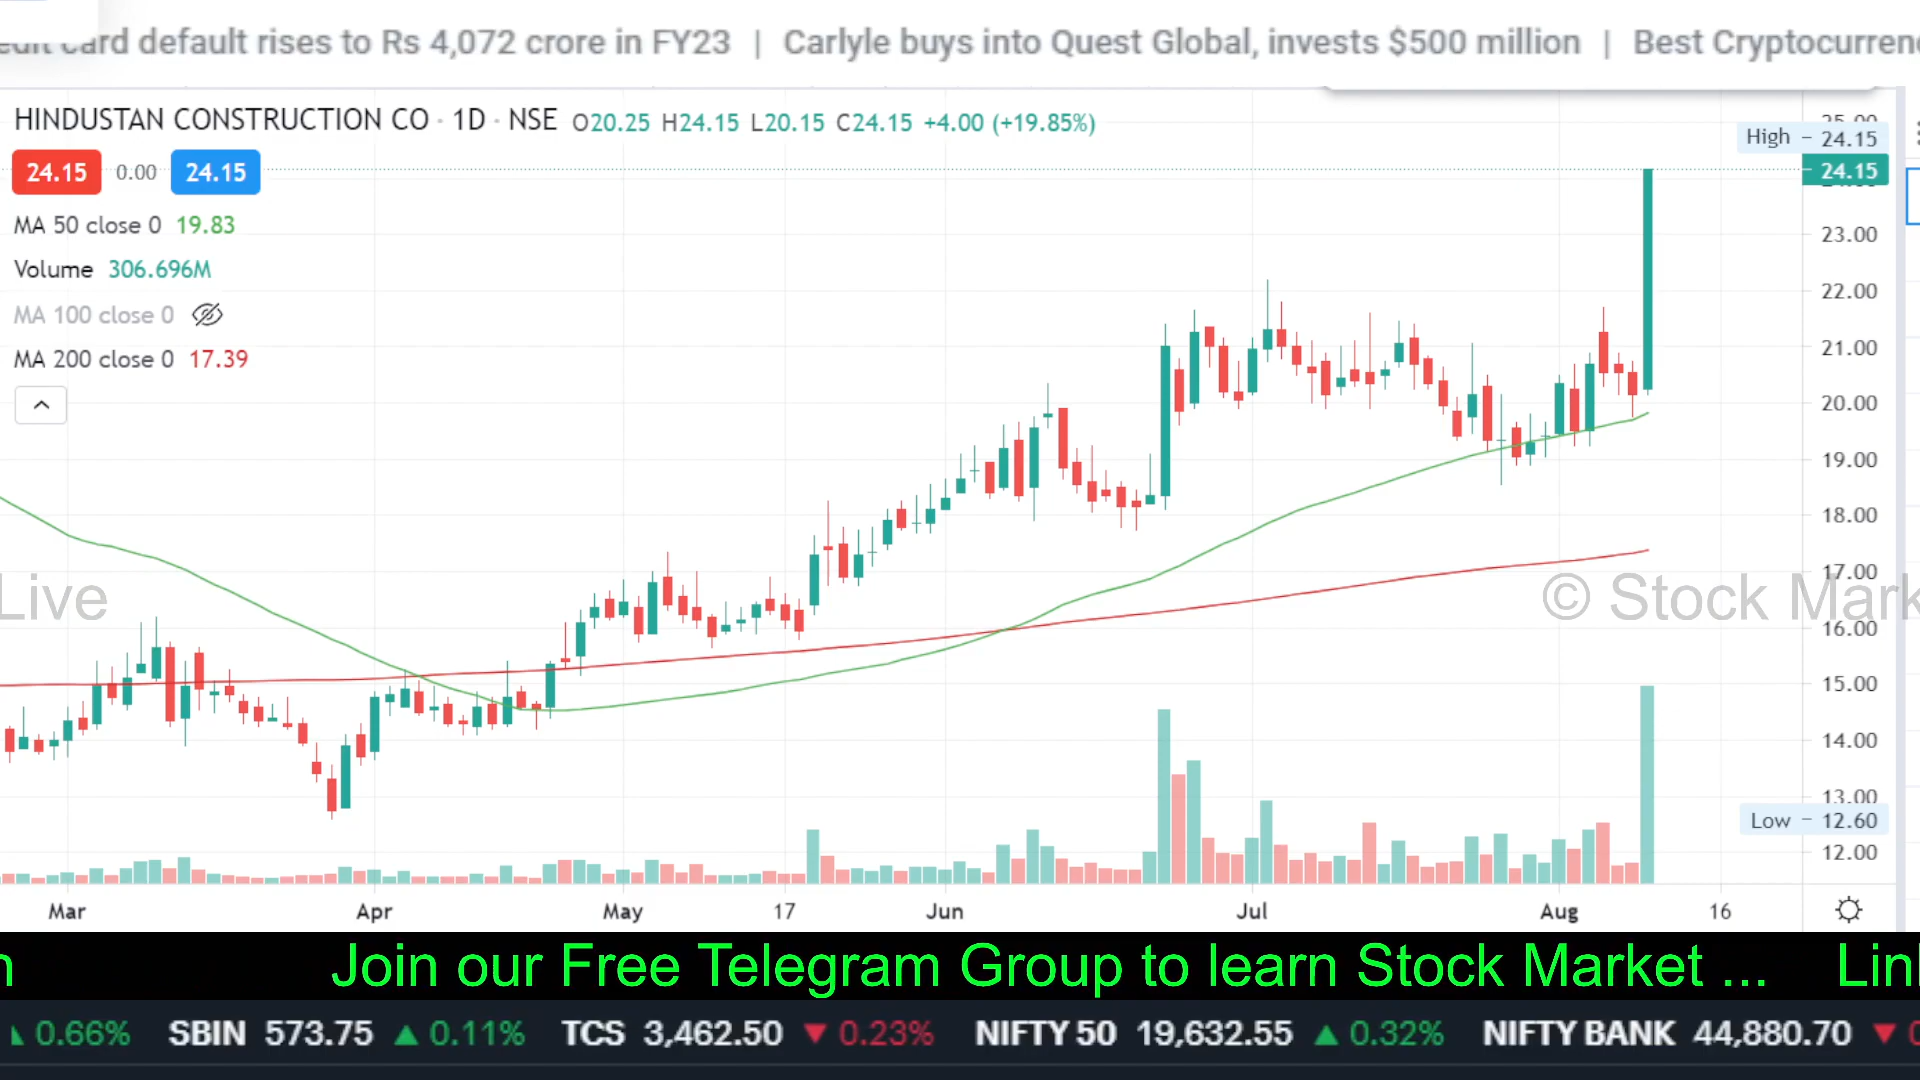 card default rises to Rs 4,072 crore in FY23 | Carlyle buys into Quest Global, invests $500 million | Best Cryptocurren
HINDUSTAN CONSTRUCTION CO · 1D · NSE O20.25 H24.15 L20.15 C24.15 +4.00 (+19.85%)
24.15 0.00 24.15
MA 50 close 0 19.83
Volume 306.696M
MA 100 close 0
MA 200 close 0 17.39
25.00
High - 24.15
24.15
23.00
22.00
21.00
20.00
19.00
18.00
17.00
16.00
15.00
14.00
13.00
Low - 12.60
12.00
Live
© Stock Mark
Mar Apr May 17 Jun Jul Aug 16
n Join our Free Telegram Group to learn Stock Market ... Lin
0.66% SBIN 573.75 ▲ 0.11% TCS 3,462.50 ▼ 0.23% NIFTY 50 19,632.55 ▲ 0.32% NIFTY BANK 44,880.70 ▼